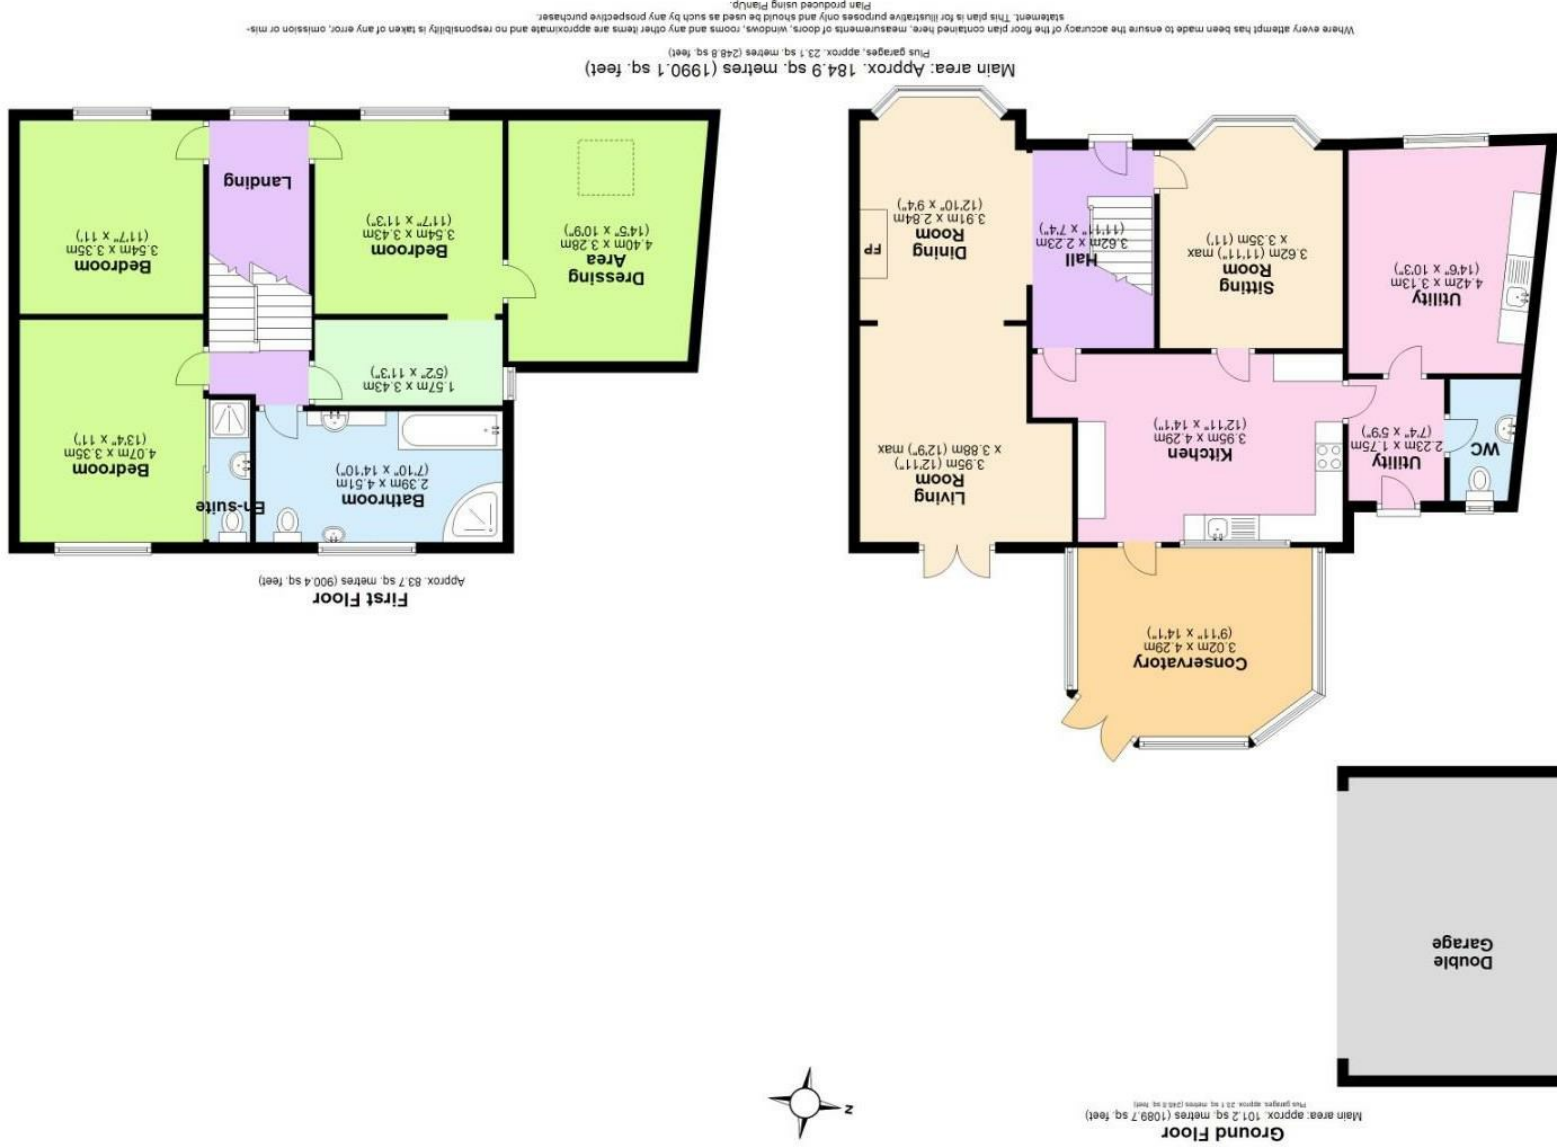 Ground Floor
Main area: approx. 101.2 sq. metres (1089.7 sq. feet)
Plus garages, approx. 23.1 sq. metres (248.8 sq. feet)
Double
Garage
Z
Conservatory
3.02m x 4.29m
(9'11" x 14'1")
Living
Room
3.95m (12'11")
x 3.88m (12'9") max
Kitchen
3.95m x 4.29m
(12'11" x 14'1")
Utility
2.23m x 1.75m
(7'4" x 5'9")
WC
Utility
4.42m x 3.13m
(14'6" x 10'3")
Sitting
Room
3.62m (11'11") max
x 3.35m (11')
Hall
3.62m x 2.23m
(11'11" x 7'4")
Dining
Room
3.91m x 2.84m
(12'10" x 9'4")
FP
First Floor
Approx. 83.7 sq. metres (900.4 sq. feet)
Bathroom
2.39m x 4.51m
(7'10" x 14'10")
En-suite
Bedroom
4.07m x 3.35m
(13'4" x 11')
1.57m x 3.43m
(5'2" x 11'3")
Dressing
Area
4.40m x 3.28m
(14'5" x 10'9")
Bedroom
3.54m x 3.43m
(11'7" x 11'3")
Landing
Bedroom
3.54m x 3.35m
(11'7" x 11')
Main area: Approx. 184.9 sq. metres (1990.1 sq. feet)
Plus garages, approx. 23.1 sq. metres (248.8 sq. feet)
Where every attempt has been made to ensure the accuracy of the floor plan contained here, measurements of doors, windows, rooms and any other items are approximate and no responsibility is taken of any error, omission or mis-
statement. This plan is for illustrative purposes only and should be used as such by any prospective purchaser.
Plan produced using PlanUp.